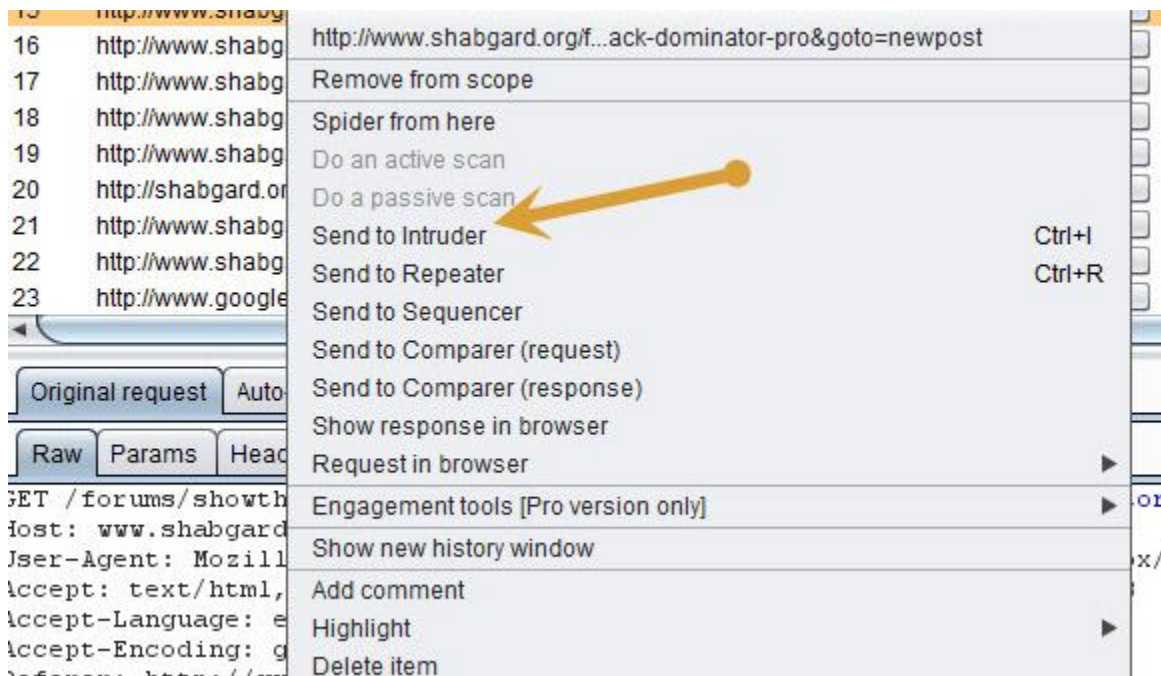 15 http://www.shabg
http://www.shabgard.org/f...ack-dominator-pro&goto=newpost
16 http://www.shabg
17 http://www.shabg
Remove from scope
18 http://www.shabg
Spider from here
19 http://www.shabg
Do an active scan
20 http://shabgard.or
Do a passive scan
21 http://www.shabg
Send to Intruder Ctrl+I
22 http://www.shabg
Send to Repeater Ctrl+R
23 http://www.google
Send to Sequencer
Send to Comparer (request)
Original request Auto-
Send to Comparer (response)
Show response in browser
Raw Params Head
Request in browser
GET /forums/showth
Engagement tools [Pro version only]
Host: www.shabgard
Show new history window
User-Agent: Mozill
Accept: text/html,
Add comment
Accept-Language: e
Highlight
Accept-Encoding: g
Delete item